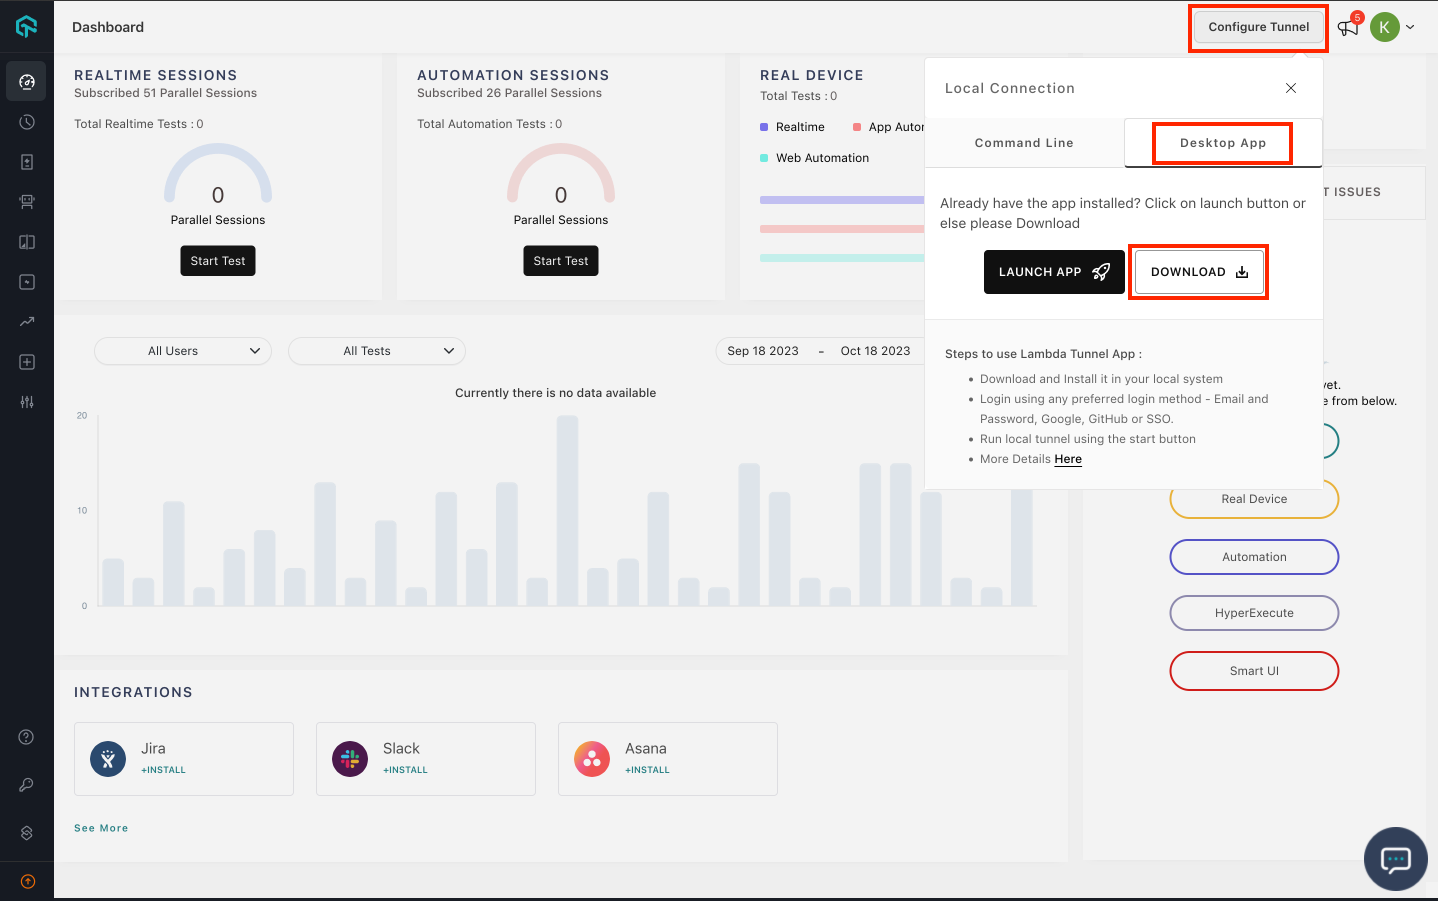 Dashboard
Configure Tunnel
5
K
REALTIME SESSIONS
Subscribed 51 Parallel Sessions
Total Realtime Tests : 0
0
Parallel Sessions
Start Test
AUTOMATION SESSIONS
Subscribed 26 Parallel Sessions
Total Automation Tests : 0
0
Parallel Sessions
Start Test
REAL DEVICE
Total Tests : 0
Realtime
App Autor
Web Automation
Local Connection
Command Line
Desktop App
Already have the app installed? Click on launch button or
else please Download
LAUNCH APP
DOWNLOAD
Steps to use Lambda Tunnel App :
• Download and Install it in your local system
• Login using any preferred login method - Email and
Password, Google, GitHub or SSO.
• Run local tunnel using the start button
• More Details Here
T ISSUES
yet.
e from below.
Real Device
Automation
HyperExecute
Smart UI
All Users
All Tests
Sep 18 2023 - Oct 18 2023
Currently there is no data available
20
10
0
INTEGRATIONS
Jira
+INSTALL
Slack
+INSTALL
Asana
+INSTALL
See More